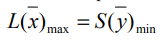 L(x̅)max = S(y̅)min